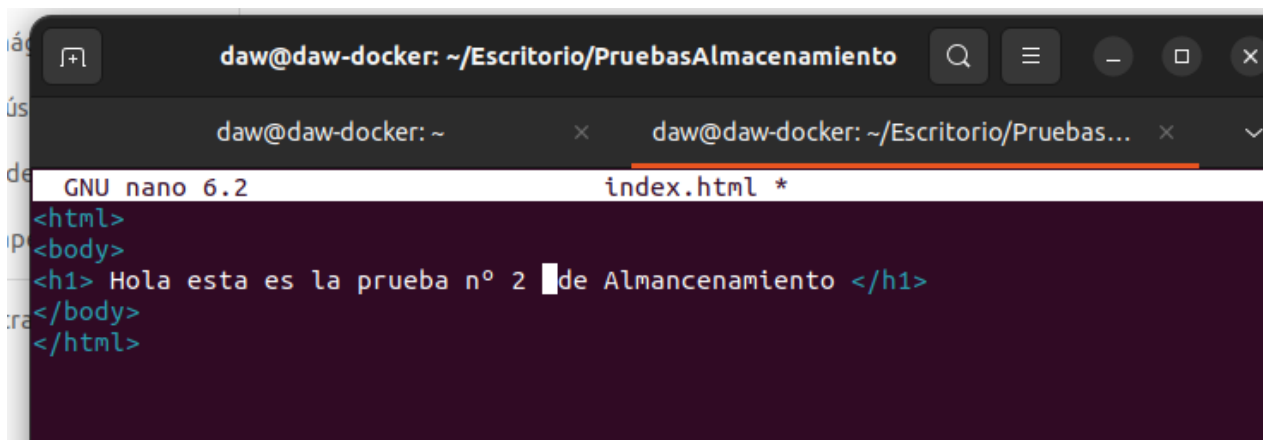 daw@daw-docker: ~/Escritorio/PruebasAlmacenamiento
daw@daw-docker: ~ daw@daw-docker: ~/Escritorio/Pruebas...
GNU nano 6.2 index.html *
<html>
<body>
<h1> Hola esta es la prueba nº 2 de Almancenamiento </h1>
</body>
</html>